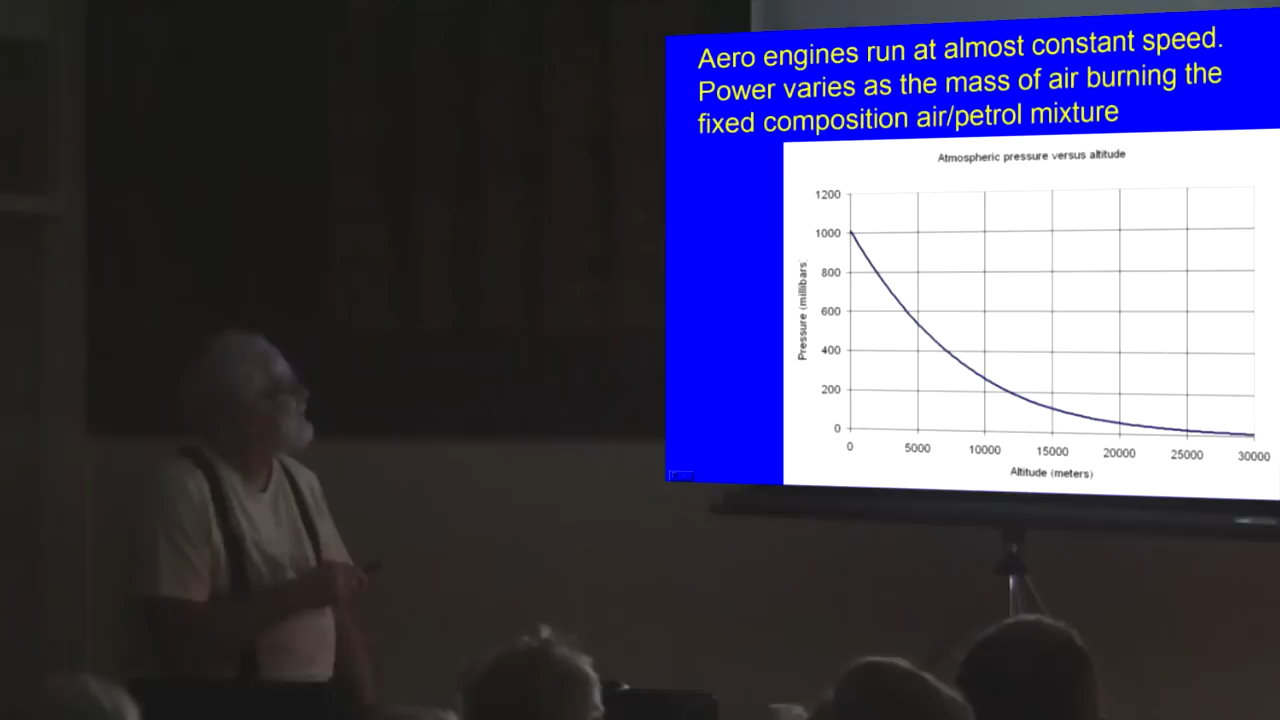 Aero engines run at almost constant speed.
Power varies as the mass of air burning the
fixed composition air/petrol mixture
Atmospheric pressure versus altitude
1200
1000
800
600
400
200
0
Pressure (millibars)
0 5000 10000 15000 20000 25000 30000
Altitude (meters)